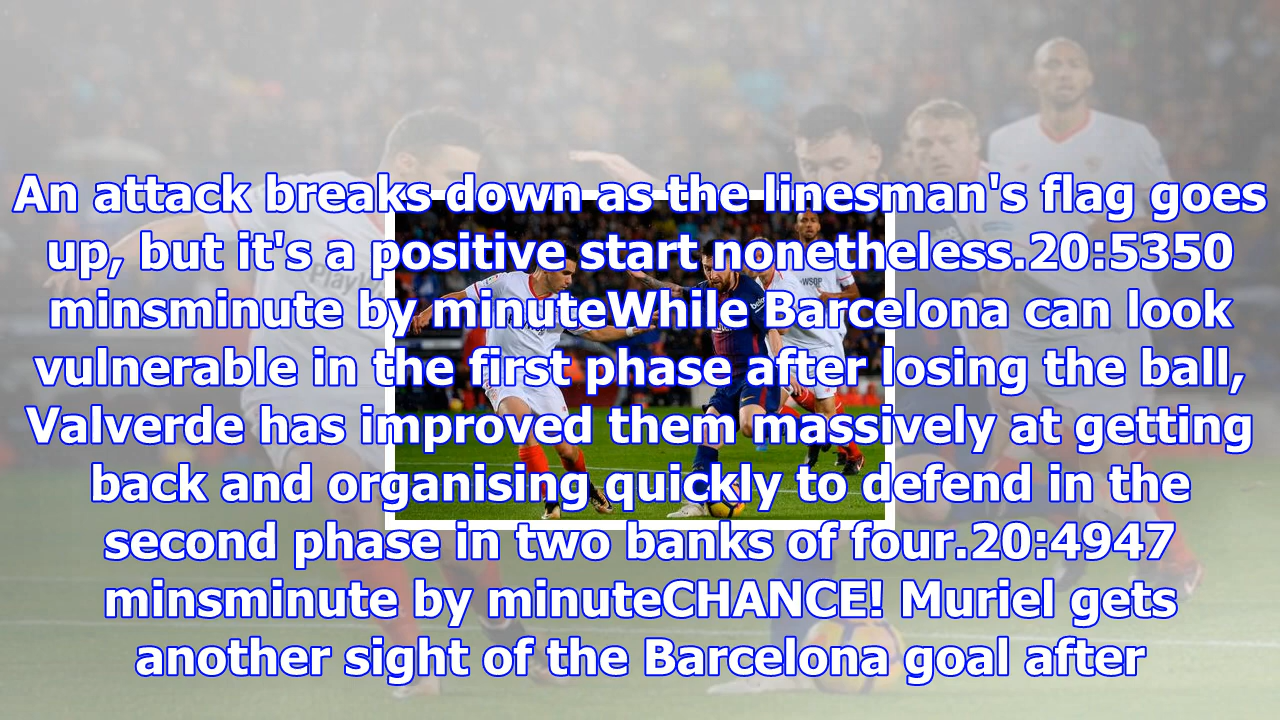 An attack breaks down as the linesman's flag goes
up, but it's a positive start nonetheless.20:5350
minsminute by minuteWhile Barcelona can look
vulnerable in the first phase after losing the ball,
Valverde has improved them massively at getting
back and organising quickly to defend in the
second phase in two banks of four.20:4947
minsminute by minuteCHANCE! Muriel gets
another sight of the Barcelona goal after